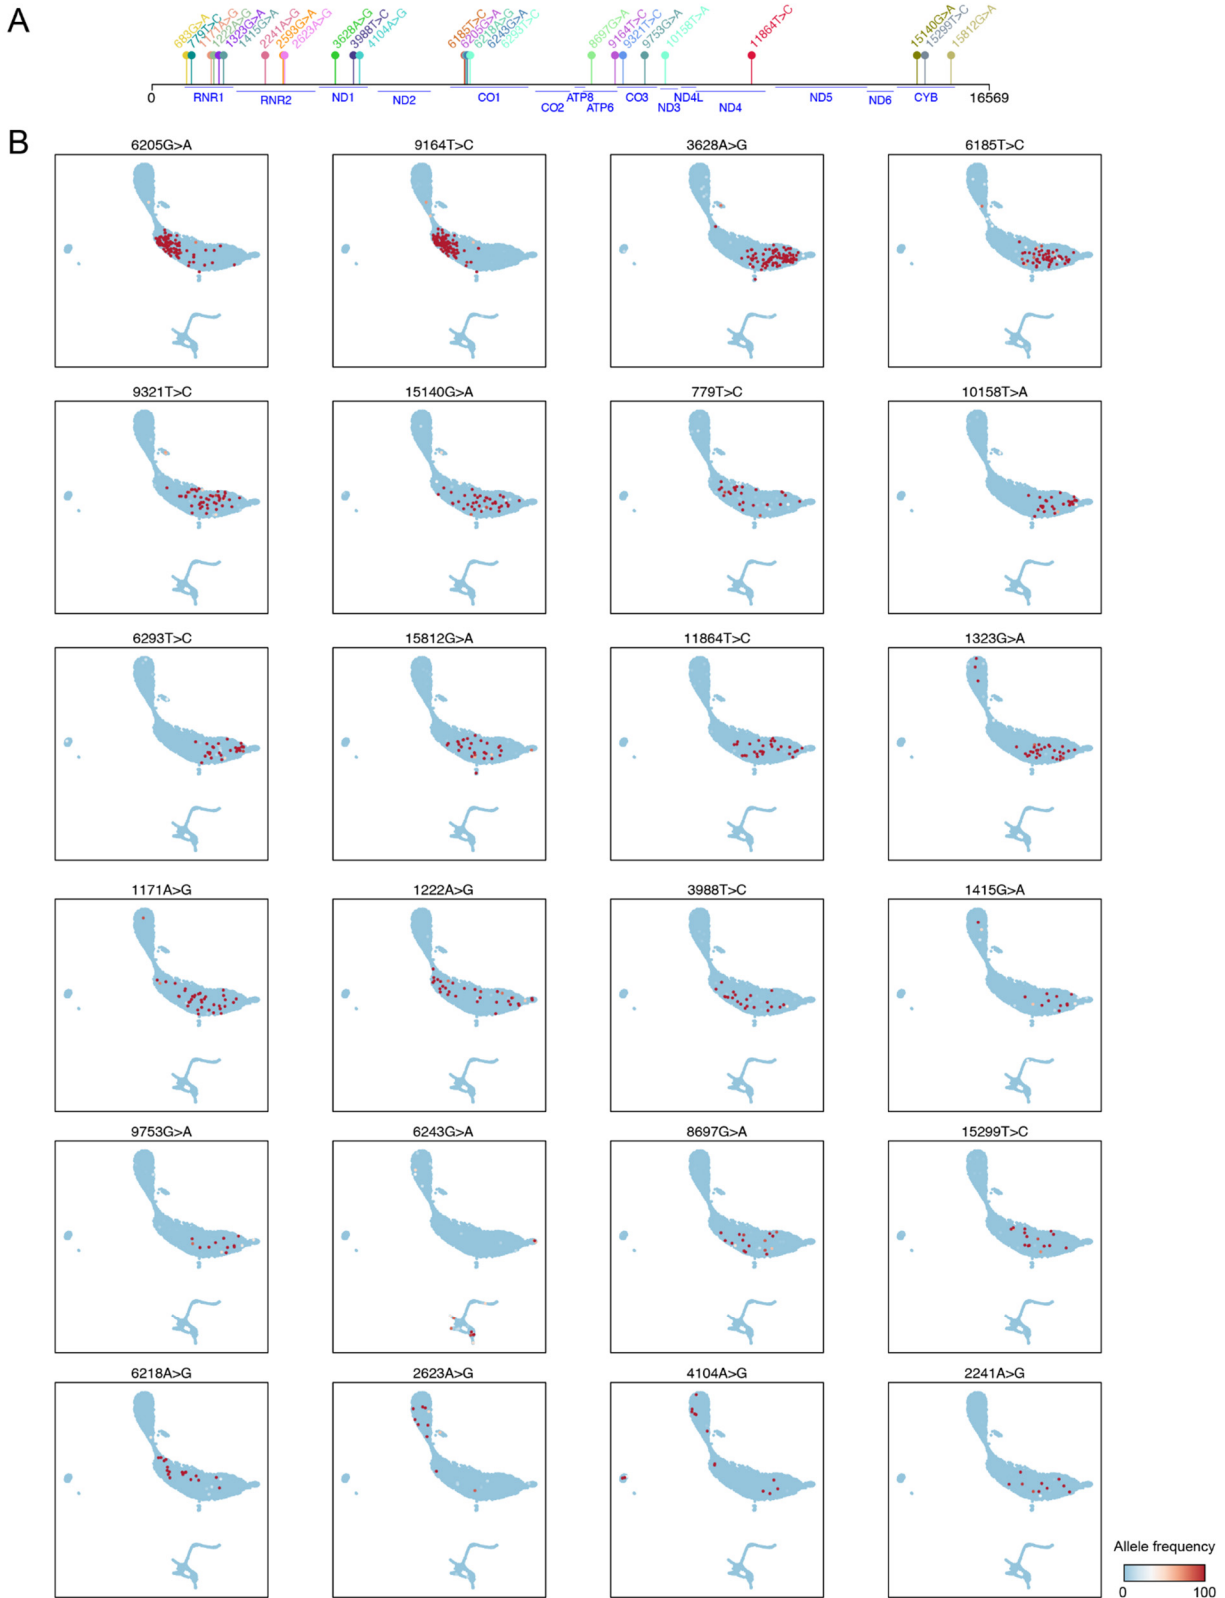 A
683G>A 779T>C 1171A>G 1222A>G 1323G>A 1415G>A 2241A>G 2593G>A 2623A>G 3628A>G 3988T>C 4104A>G 6185T>C 6205G>A 6218A>G 6243G>A 6293T>C 8697G>A 9164T>C 9321T>C 9753G>A 10158T>A 11864T>C 15140G>A 15299T>C 15812G>A
0 RNR1 RNR2 ND1 ND2 CO1 CO2 ATP8 ATP6 CO3 ND3 ND4L ND4 ND5 ND6 CYB 16569
B
6205G>A 9164T>C 3628A>G 6185T>C
9321T>C 15140G>A 779T>C 10158T>A
6293T>C 15812G>A 11864T>C 1323G>A
1171A>G 1222A>G 3988T>C 1415G>A
9753G>A 6243G>A 8697G>A 15299T>C
6218A>G 2623A>G 4104A>G 2241A>G
Allele frequency
0 100